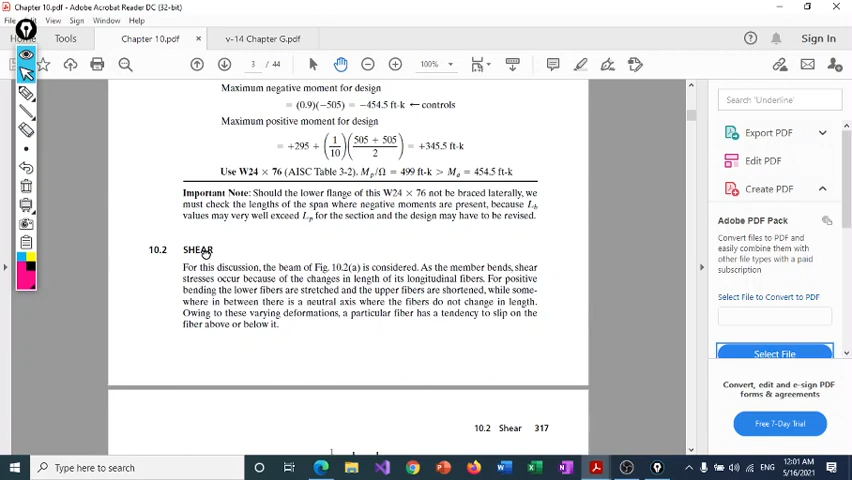 Chapter 10.pdf - Adobe Acrobat Reader DC (32-bit)
File Edit View Sign Window Help
Home Tools Chapter 10.pdf × v-14 Chapter G.pdf Sign In
3 / 44 100%
Maximum negative moment for design
= (0.9)(−505) = −454.5 ft-k ← controls
Maximum positive moment for design
= +295 + (1/10)((505 + 505)/2) = +345.5 ft-k
Use W24 × 76 (AISC Table 3-2). Mp/Ω = 499 ft-k > Ma = 454.5 ft-k
Important Note: Should the lower flange of this W24 × 76 not be braced laterally, we
must check the lengths of the span where negative moments are present, because Lb
values may very well exceed Lp for the section and the design may have to be revised.
10.2 SHEAR
For this discussion, the beam of Fig. 10.2(a) is considered. As the member bends, shear
stresses occur because of the changes in length of its longitudinal fibers. For positive
bending the lower fibers are stretched and the upper fibers are shortened, while some-
where in between there is a neutral axis where the fibers do not change in length.
Owing to these varying deformations, a particular fiber has a tendency to slip on the
fiber above or below it.
10.2 Shear 317
Search 'Underline'
Export PDF
Edit PDF
Create PDF
Adobe PDF Pack
Convert files to PDF and
easily combine them
with other file types with a
paid subscription
Select File to Convert to PDF
Select File
Convert, edit and e-sign PDF
forms & agreements
Free 7-Day Trial
Type here to search
ENG
12:01 AM
5/16/2021